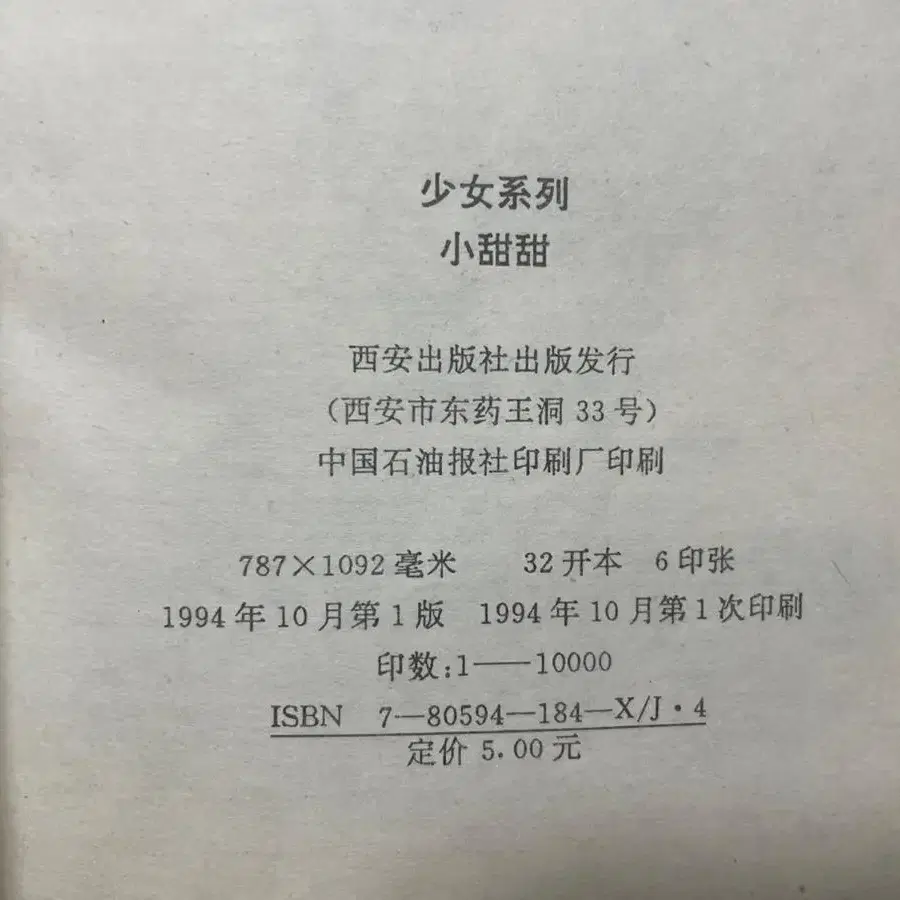 少女系列
小甜甜
西安出版社出版发行
（西安市东药王洞 33 号）
中国石油报社印刷厂印刷
787×1092 毫米　32 开本　6 印张
1994 年 10 月第 1 版　1994 年 10 月第 1 次印刷
印数:1——10000
ISBN　7—80594—184—X/J·4
定价 5.00 元